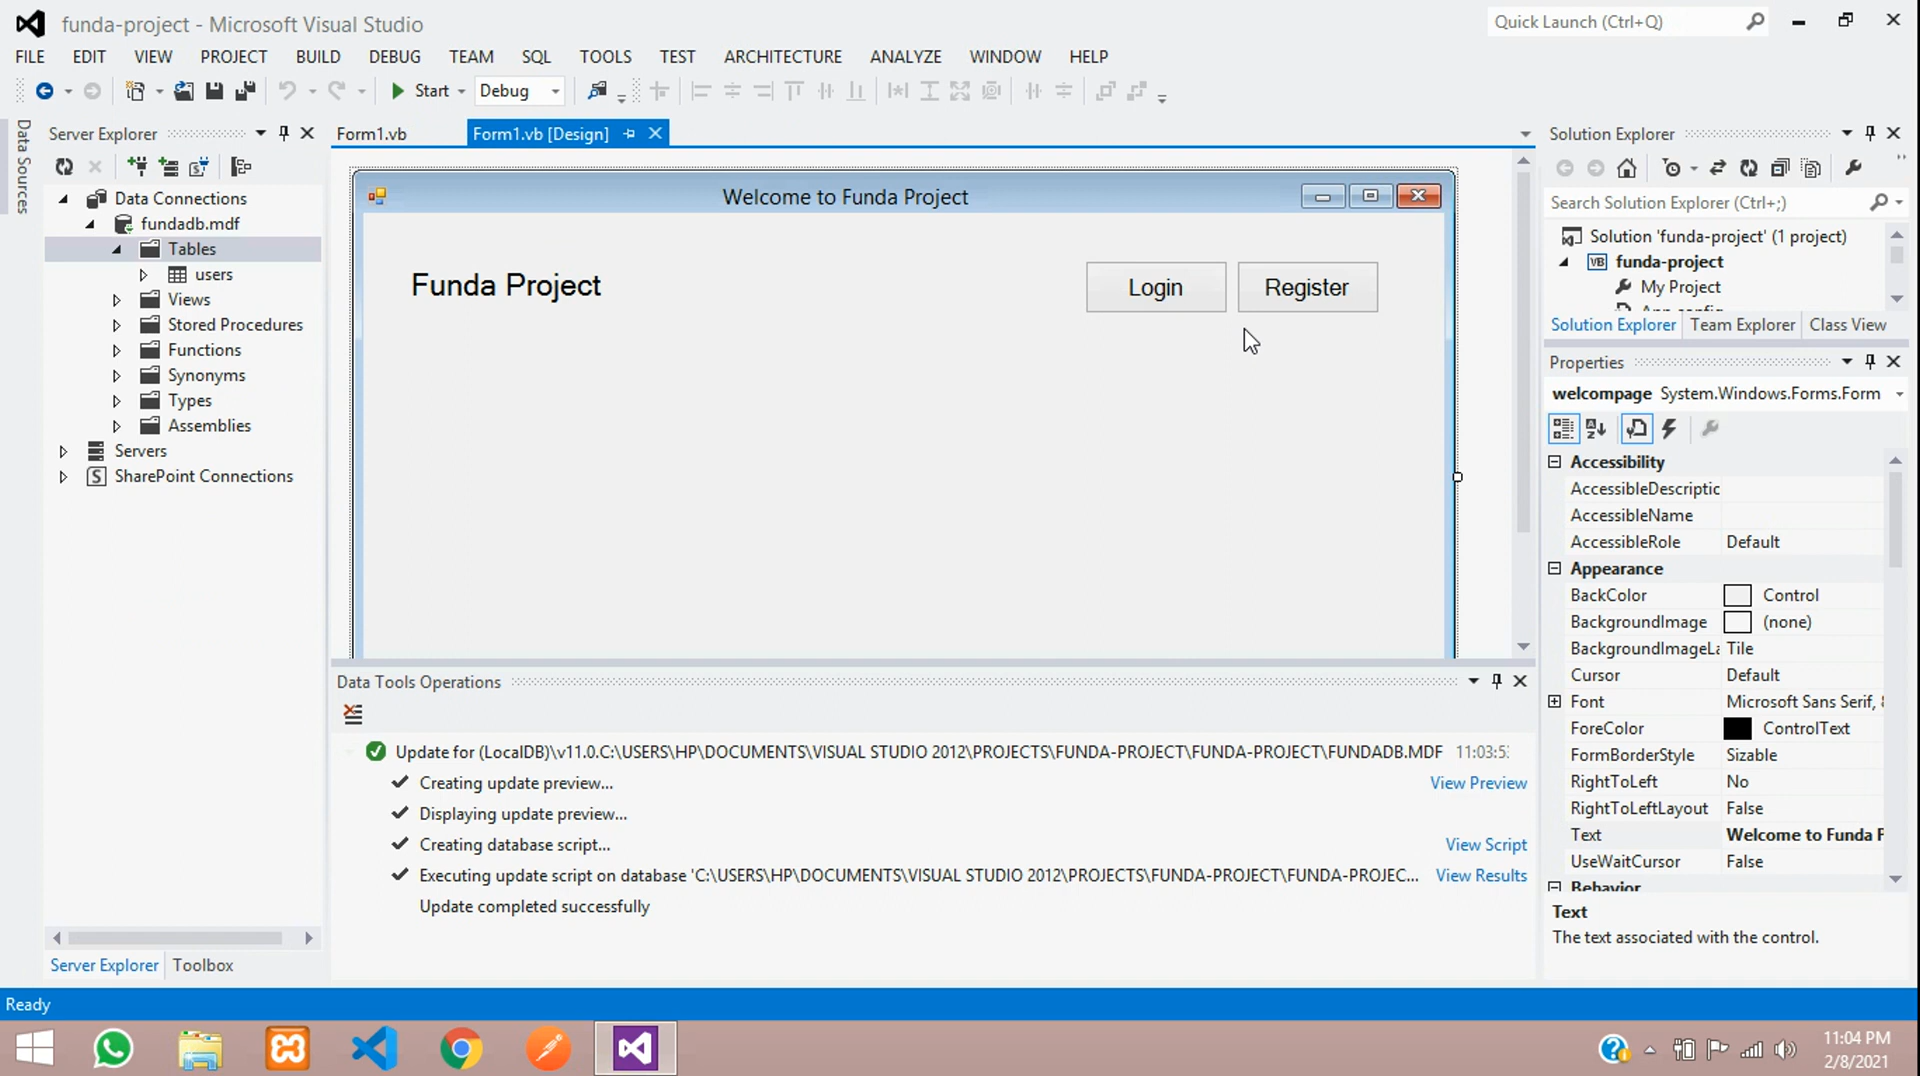 funda-project - Microsoft Visual Studio
Quick Launch (Ctrl+Q)
FILE EDIT VIEW PROJECT BUILD DEBUG TEAM SQL TOOLS TEST ARCHITECTURE ANALYZE WINDOW HELP
Start Debug
Data Sources
Server Explorer
Data Connections
fundadb.mdf
Tables
users
Views
Stored Procedures
Functions
Synonyms
Types
Assemblies
Servers
SharePoint Connections
Server Explorer Toolbox
Form1.vb Form1.vb [Design]
Welcome to Funda Project
Funda Project
Login Register
Data Tools Operations
Update for (LocalDB)\v11.0.C:\USERS\HP\DOCUMENTS\VISUAL STUDIO 2012\PROJECTS\FUNDA-PROJECT\FUNDA-PROJECT\FUNDADB.MDF 11:03:53
Creating update preview... View Preview
Displaying update preview...
Creating database script... View Script
Executing update script on database 'C:\USERS\HP\DOCUMENTS\VISUAL STUDIO 2012\PROJECTS\FUNDA-PROJECT\FUNDA-PROJEC... View Results
Update completed successfully
Solution Explorer
Search Solution Explorer (Ctrl+;)
Solution 'funda-project' (1 project)
VB funda-project
My Project
Solution Explorer Team Explorer Class View
Properties
welcompage System.Windows.Forms.Form
Accessibility
AccessibleDescriptic
AccessibleName
AccessibleRole Default
Appearance
BackColor Control
BackgroundImage (none)
BackgroundImageLa Tile
Cursor Default
Font Microsoft Sans Serif,
ForeColor ControlText
FormBorderStyle Sizable
RightToLeft No
RightToLeftLayout False
Text Welcome to Funda P
UseWaitCursor False
Behavior
Text
The text associated with the control.
Ready
11:04 PM
2/8/2021